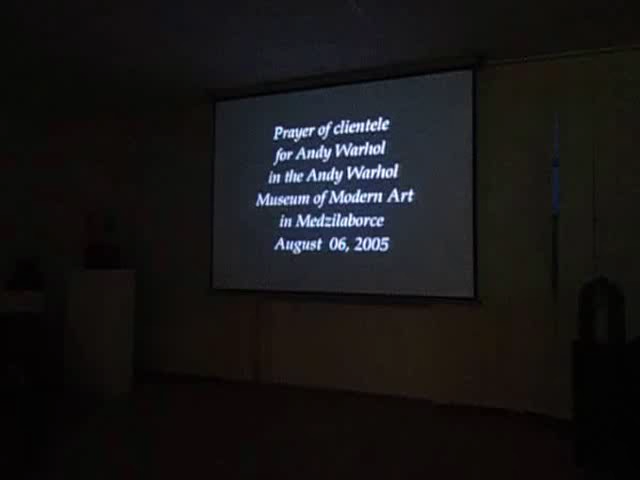 Prayer of clientele
for Andy Warhol
in the Andy Warhol
Museum of Modern Art
in Medzilaborce
August 06, 2005